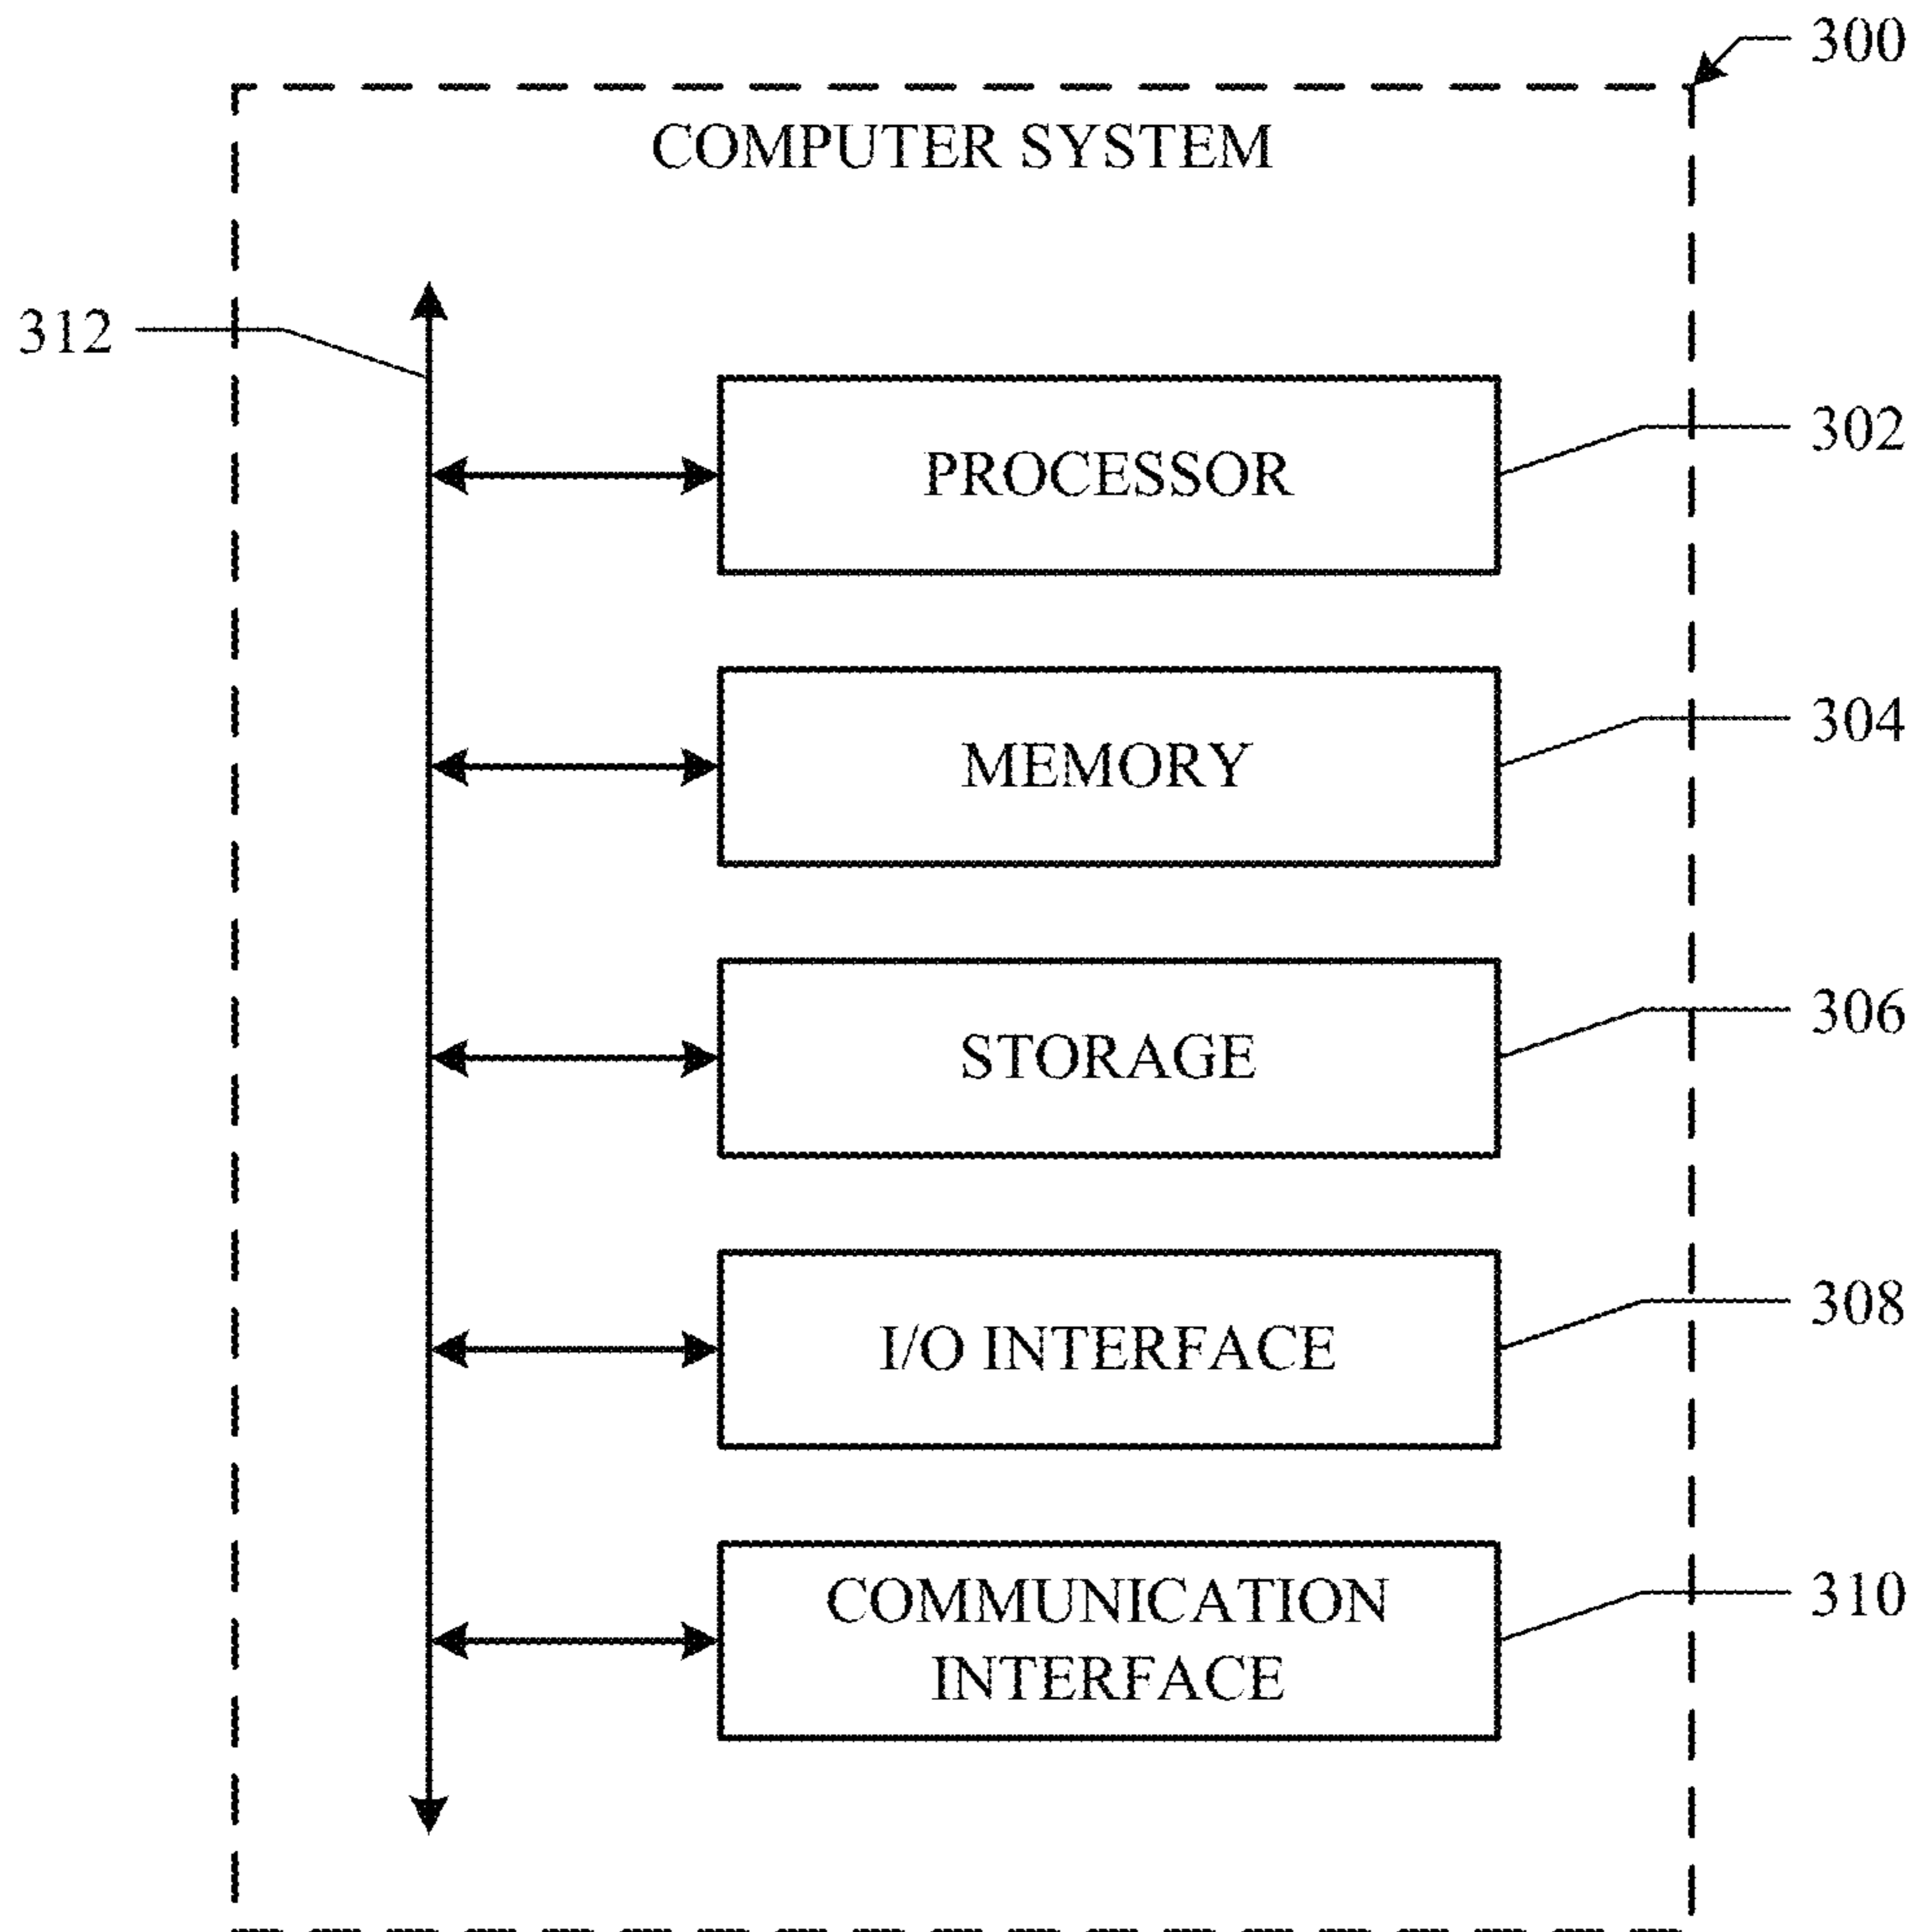 300
COMPUTER SYSTEM
312
PROCESSOR
302
MEMORY
304
STORAGE
306
I/O INTERFACE
308
COMMUNICATION
INTERFACE
310